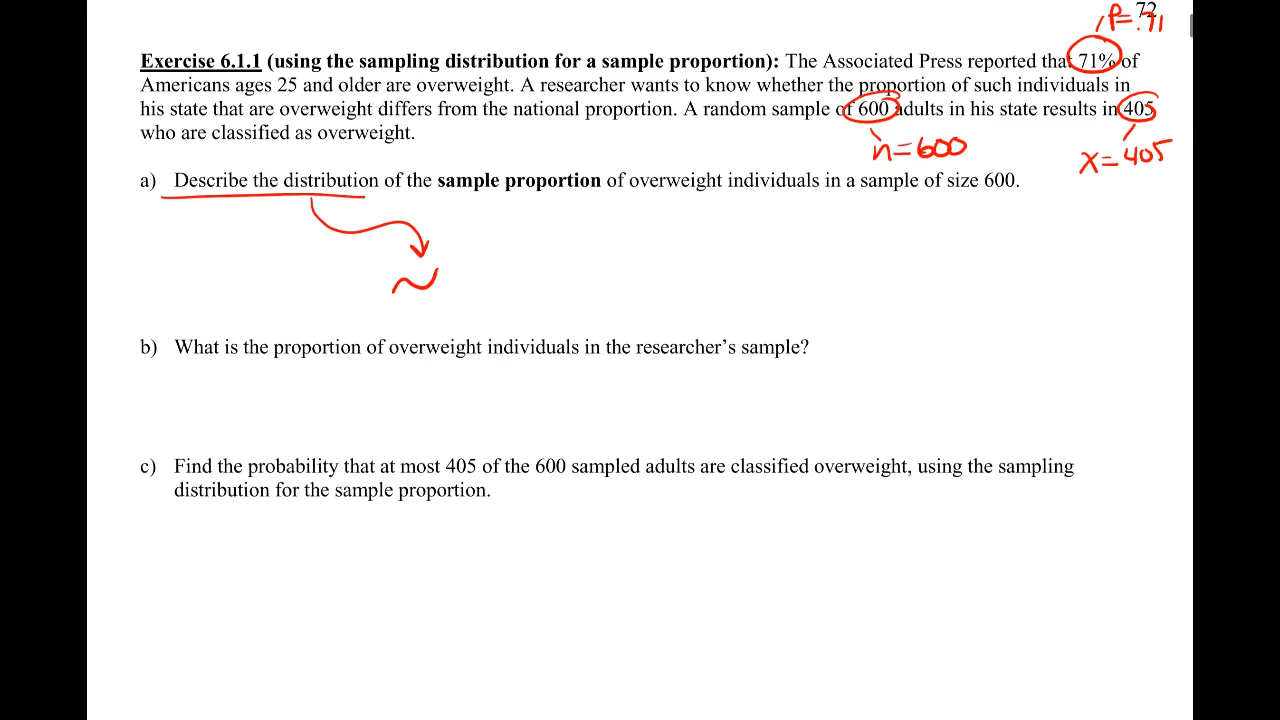 72
p=.71
Exercise 6.1.1 (using the sampling distribution for a sample proportion): The Associated Press reported that 71% of
Americans ages 25 and older are overweight. A researcher wants to know whether the proportion of such individuals in
his state that are overweight differs from the national proportion. A random sample of 600 adults in his state results in 405
who are classified as overweight.
n=600
x=405
a) Describe the distribution of the sample proportion of overweight individuals in a sample of size 600.
~
b) What is the proportion of overweight individuals in the researcher’s sample?
c) Find the probability that at most 405 of the 600 sampled adults are classified overweight, using the sampling
distribution for the sample proportion.